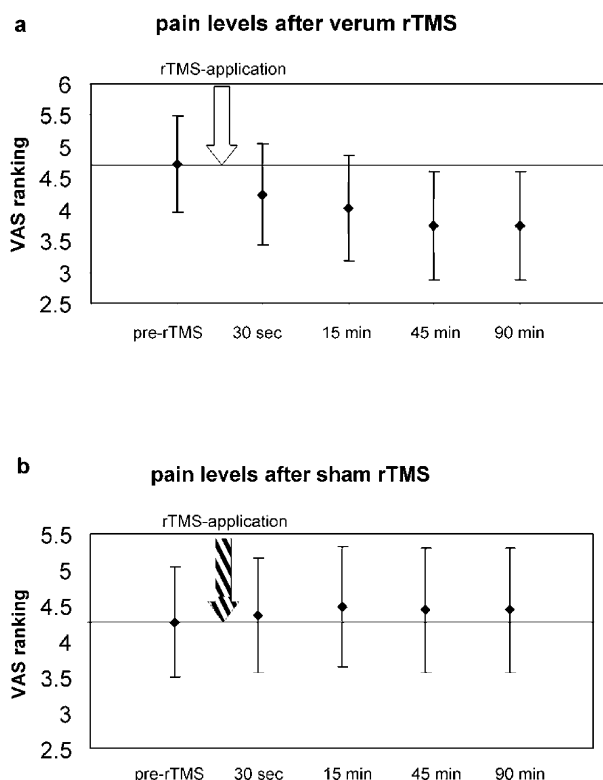 a
pain levels after verum rTMS
rTMS-application
6
5.5
5
4.5
4
3.5
3
2.5
VAS ranking
pre-rTMS 30 sec 15 min 45 min 90 min
b
pain levels after sham rTMS
rTMS-application
5.5
5
4.5
4
3.5
3
2.5
VAS ranking
pre-rTMS 30 sec 15 min 45 min 90 min